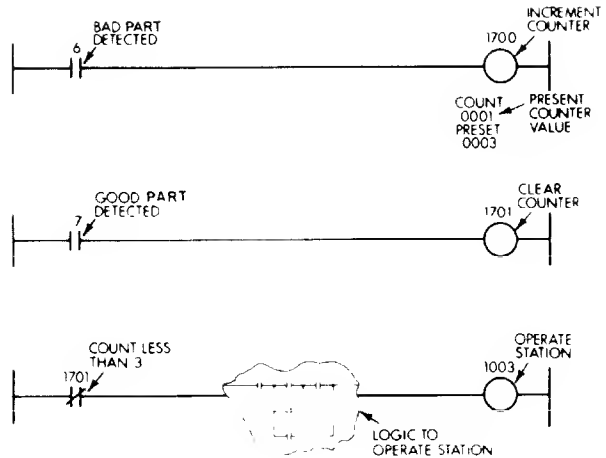 BAD PART
DETECTED
6
INCREMENT
COUNTER
1700
COUNT
0001
PRESET
0003
PRESENT
COUNTER
VALUE
GOOD PART
DETECTED
7
CLEAR
COUNTER
1701
COUNT LESS
THAN 3
1701
OPERATE
STATION
1003
LOGIC TO
OPERATE STATION